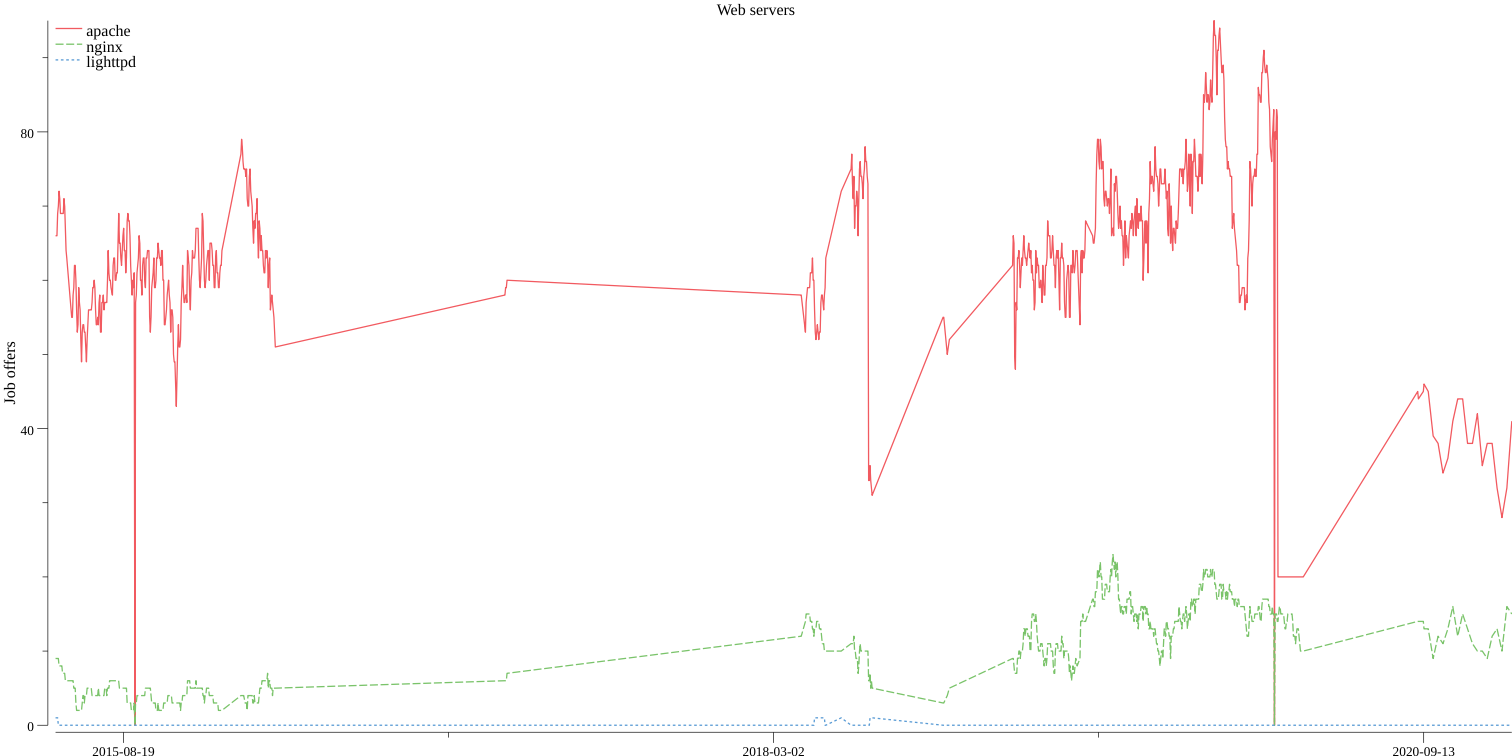 Web servers
apache
nginx
lighttpd
80
40
0
Job offers
2015-08-19
2018-03-02
2020-09-13